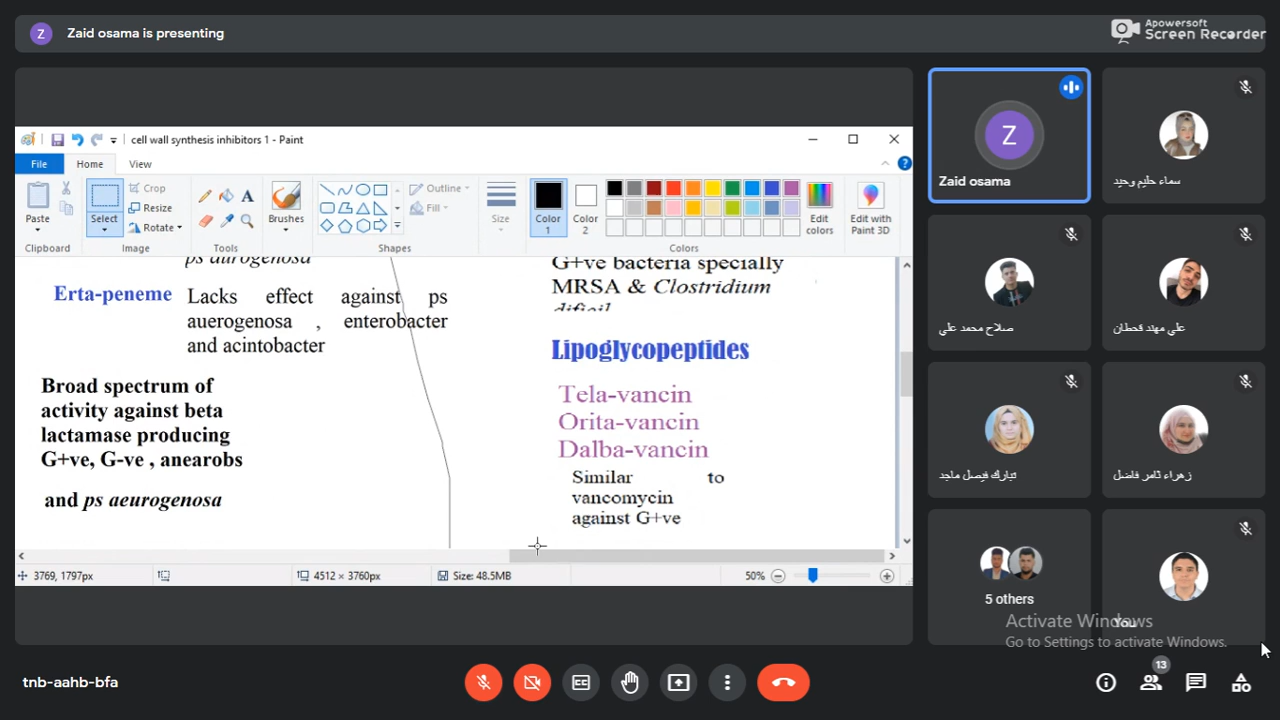 Z
Zaid osama is presenting
Apowersoft
Screen Recorder
cell wall synthesis inhibitors 1 - Paint
File
Home
View
Paste
Clipboard
Select
Crop
Resize
Rotate
Image
A
Tools
Brushes
Outline
Fill
Shapes
Size
Color
1
Color
2
Edit
colors
Edit with
Paint 3D
Colors
ps aurogenosa
Erta-peneme
Lacks effect against ps
auerogenosa , enterobacter
and acintobacter
Broad spectrum of
activity against beta
lactamase producing
G+ve, G-ve , anearobs
and ps aeurogenosa
G+ve bacteria specially
MRSA & Clostridium
dificil
Lipoglycopeptides
Tela-vancin
Orita-vancin
Dalba-vancin
Similar to
vancomycin
against G+ve
3769, 1797px
4512 × 3760px
Size: 48.5MB
50%
Z
Zaid osama
سماء حليم وحيد
صلاح محمد علي
علي مهند قحطان
تبارك فيصل ماجد
زهراء ثامر فاضل
5 others
You
Activate Windows
Go to Settings to activate Windows.
tnb-aahb-bfa
CC
13